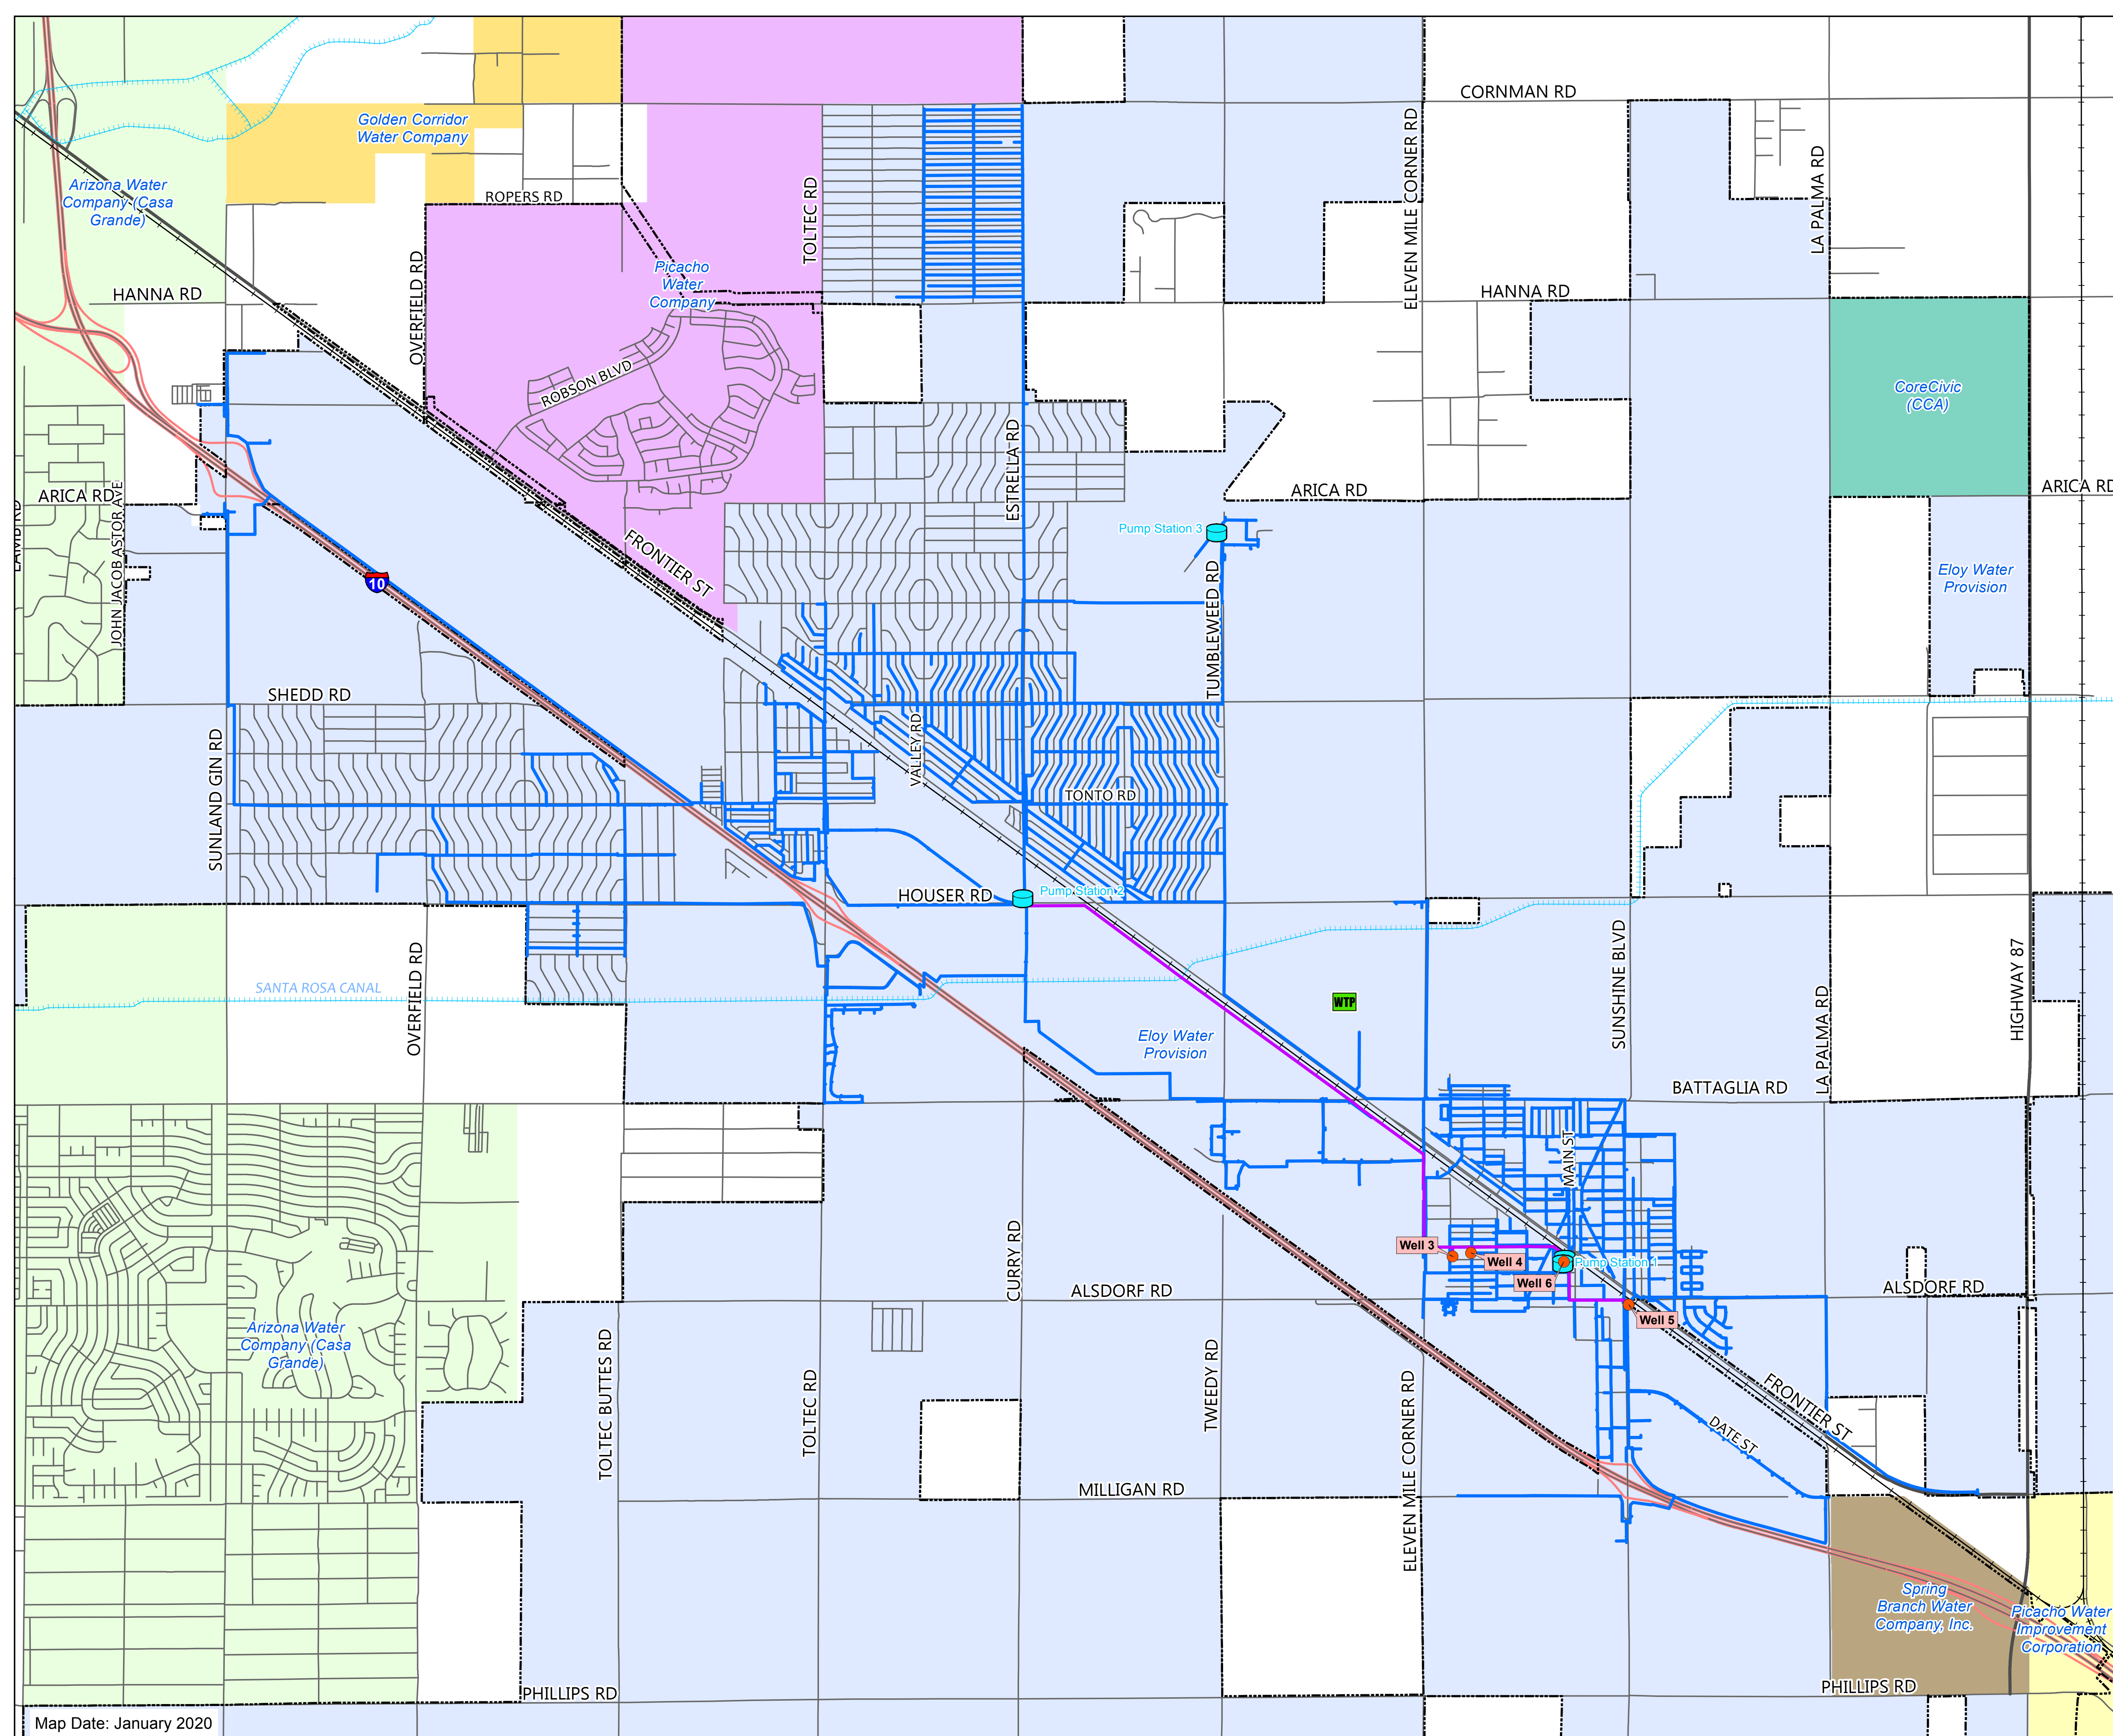 CORNMAN RD
Golden Corridor
Water Company
ELEVEN MILE CORNER RD
LA PALMA RD
Arizona Water
Company (Casa
Grande)
TOLTEC RD
ROPERS RD
OVERFIELD RD
Picacho
Water
Company
HANNA RD
HANNA RD
ROBSON BLVD
CoreCivic
(CCA)
ESTRELLA RD
ARICA RD
ARICA RD
ARICA RD
LAMB RD
JOHN JACOB ASTOR AVE
Pump Station 3
FRONTIER ST
10
TUMBLEWEED RD
Eloy Water
Provision
SHEDD RD
SUNLAND GIN RD
VALLEY RD
TONTO RD
HOUSER RD
Pump Station 2
OVERFIELD RD
SANTA ROSA CANAL
WTP
SUNSHINE BLVD
LA PALMA RD
HIGHWAY 87
Eloy Water
Provision
BATTAGLIA RD
MAIN ST
Well 3
Well 4
Pump Station 1
Well 6
CURRY RD
ALSDORF RD
ALSDORF RD
Well 5
Arizona Water
Company (Casa
Grande)
TOLTEC BUTTES RD
TOLTEC RD
TWEEDY RD
ELEVEN MILE CORNER RD
FRONTIER ST
DATE ST
MILLIGAN RD
Spring
Branch Water
Company, Inc.
Picacho Water
Improvement
Corporation
PHILLIPS RD
PHILLIPS RD
Map Date: January 2020